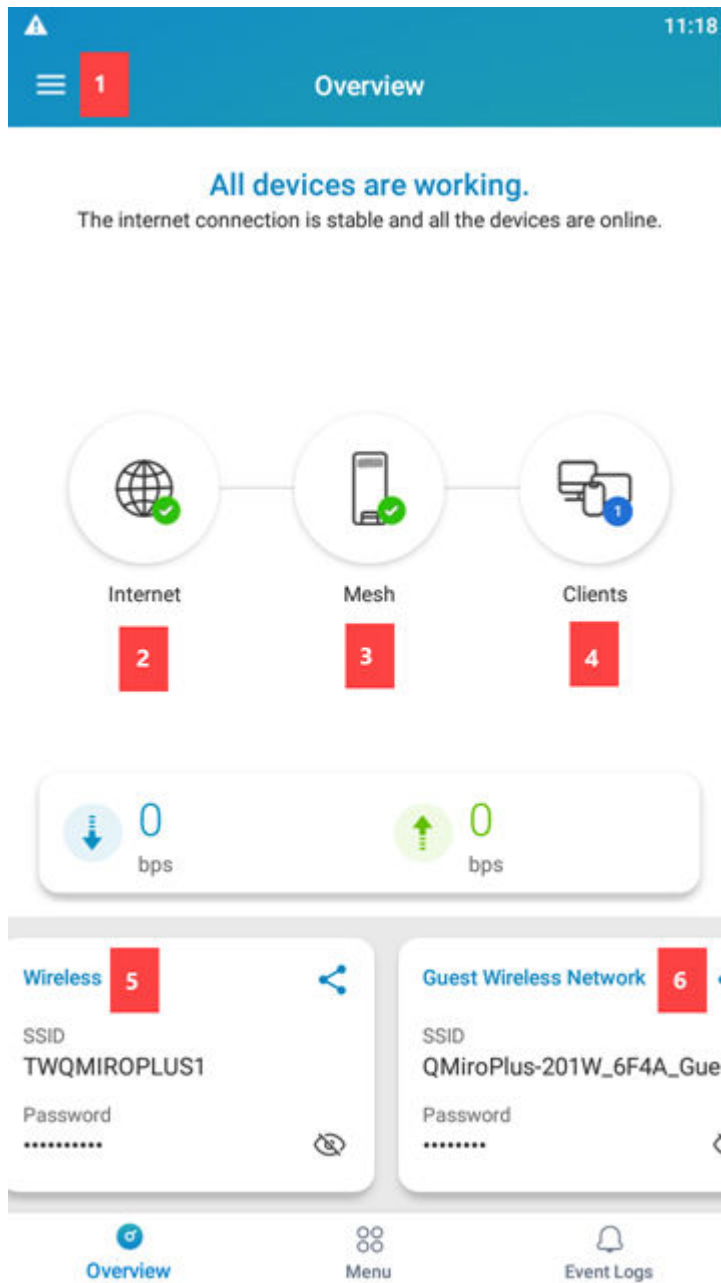 11:18
1
Overview
All devices are working.
The internet connection is stable and all the devices are online.
1
Internet Mesh Clients
2 3 4
0 0
bps bps
Wireless 5
SSID
TWQMIROPLUS1
Password
••••••••••
Guest Wireless Network 6
SSID
QMiroPlus-201W_6F4A_Gue
Password
••••••••
Overview Menu Event Logs